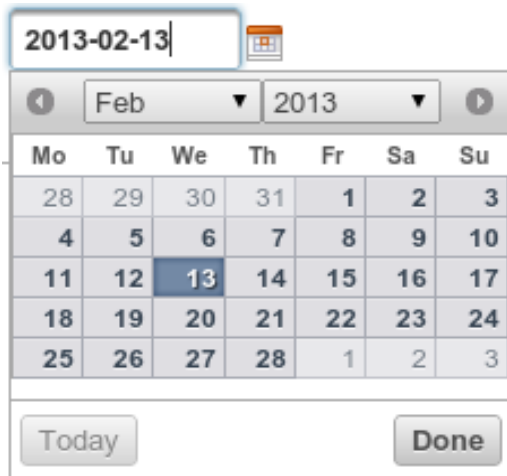 2013-02-13
Feb 2013
Mo Tu We Th Fr Sa Su
28 29 30 31 1 2 3
4 5 6 7 8 9 10
11 12 13 14 15 16 17
18 19 20 21 22 23 24
25 26 27 28 1 2 3
Today Done